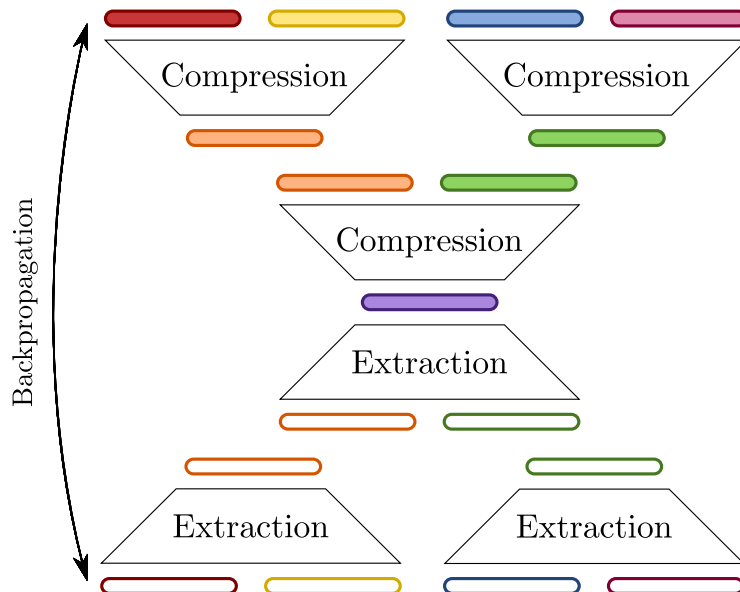 Compression
Compression
Compression
Backpropagation
Extraction
Extraction
Extraction